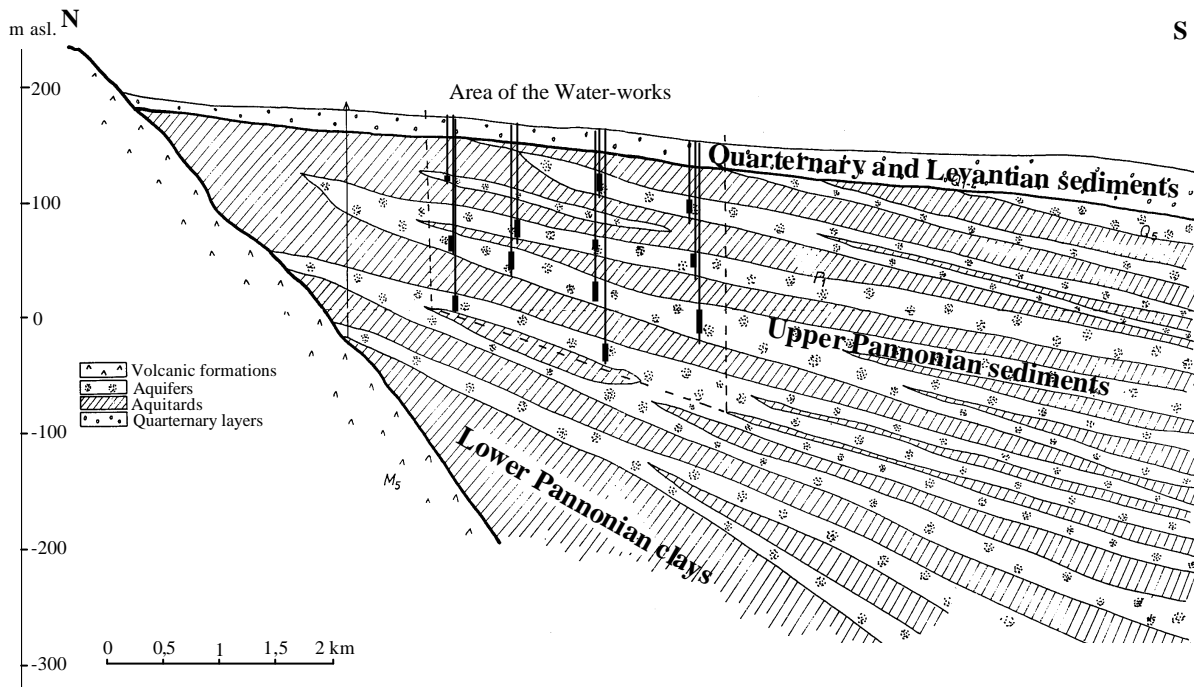 N
S
m asl.
200
100
0
-100
-200
-300
Area of the Water-works
Quarternary and Levantian sediments
Q5
P1
Upper Pannonian sediments
Volcanic formations
Aquifers
Aquitards
Quarternary layers
Lower Pannonian clays
M5
0 0,5 1 1,5 2 km